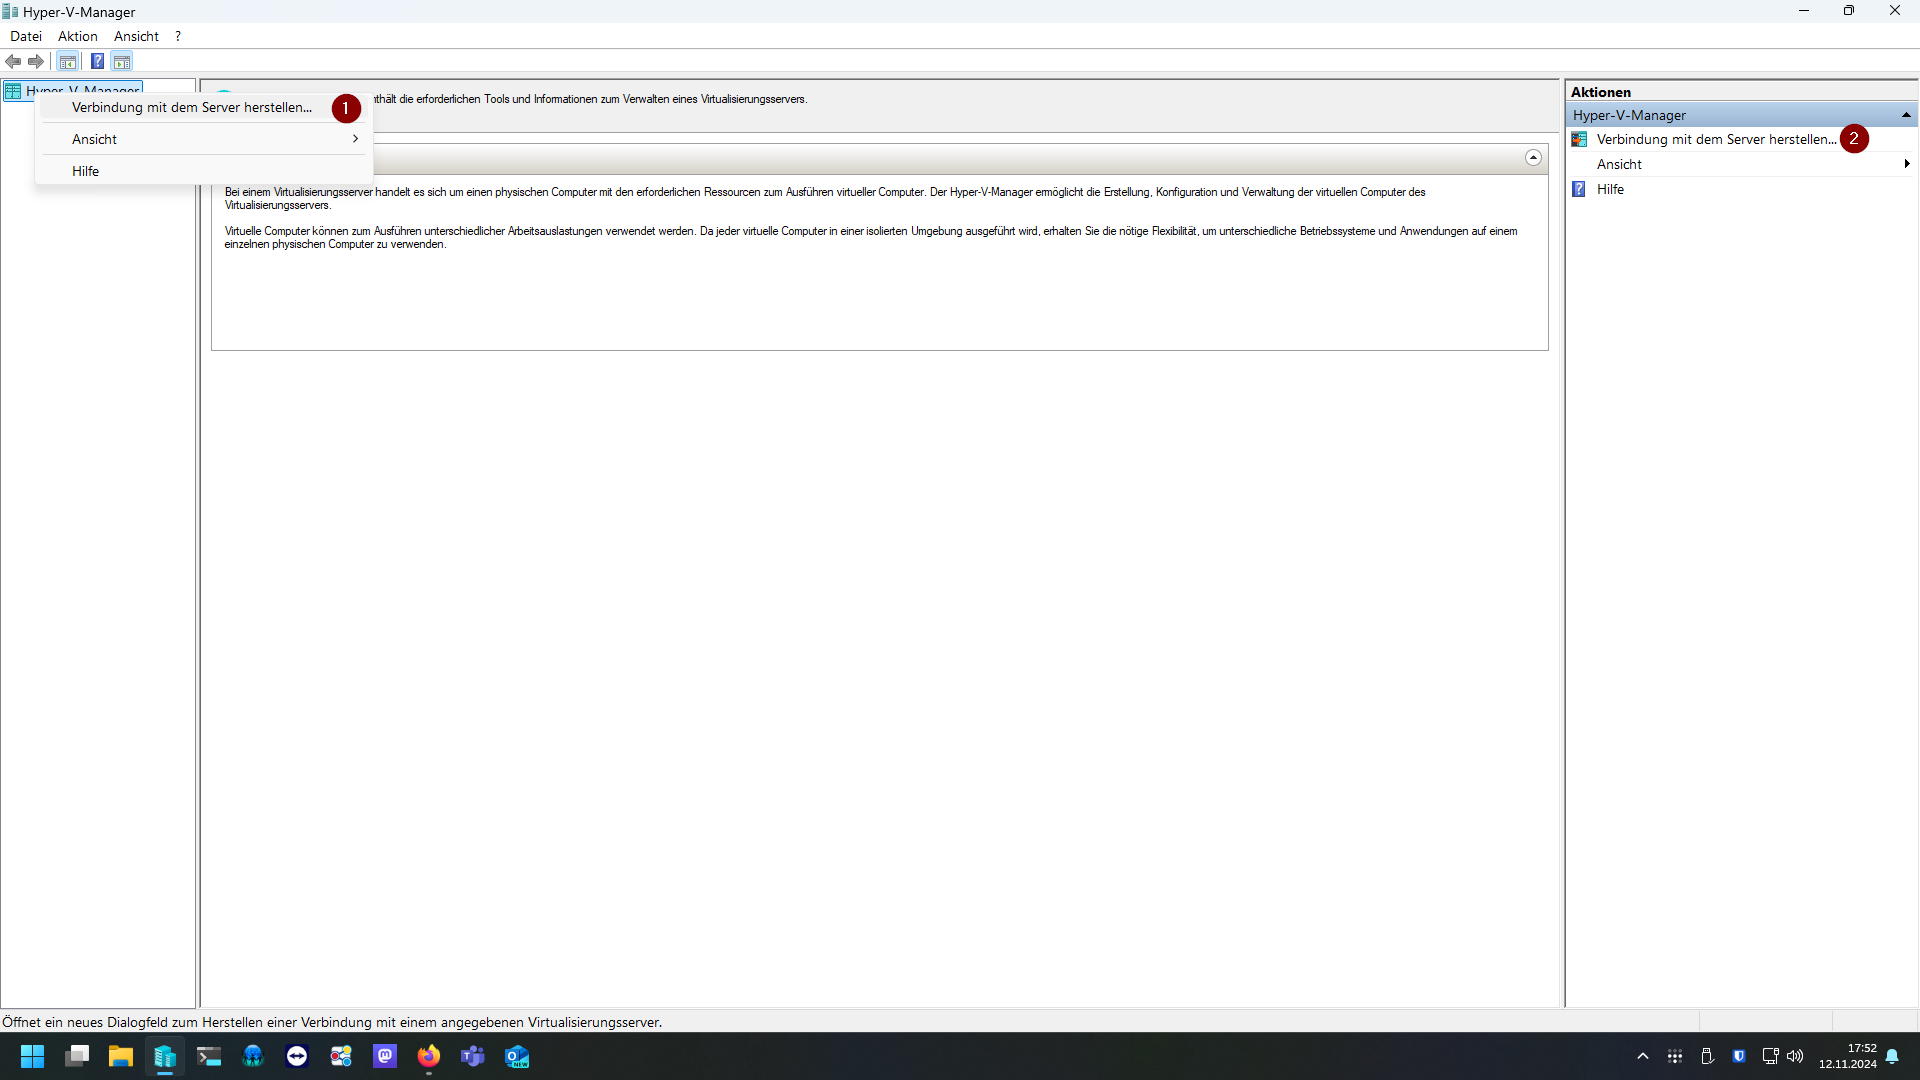 Hyper-V-Manager
Datei Aktion Ansicht ?
Hyper-V-Manager
Verbindung mit dem Server herstellen... 1
Ansicht
Hilfe
nthält die erforderlichen Tools und Informationen zum Verwalten eines Virtualisierungsservers.
Bei einem Virtualisierungsserver handelt es sich um einen physischen Computer mit den erforderlichen Ressourcen zum Ausführen virtueller Computer. Der Hyper-V-Manager ermöglicht die Erstellung, Konfiguration und Verwaltung der virtuellen Computer des
Virtualisierungsservers.
Virtuelle Computer können zum Ausführen unterschiedlicher Arbeitsauslastungen verwendet werden. Da jeder virtuelle Computer in einer isolierten Umgebung ausgeführt wird, erhalten Sie die nötige Flexibilität, um unterschiedliche Betriebssysteme und Anwendungen auf einem
einzelnen physischen Computer zu verwenden.
Aktionen
Hyper-V-Manager
Verbindung mit dem Server herstellen... 2
Ansicht
Hilfe
Öffnet ein neues Dialogfeld zum Herstellen einer Verbindung mit einem angegebenen Virtualisierungsserver.
NEW
17:52
12.11.2024